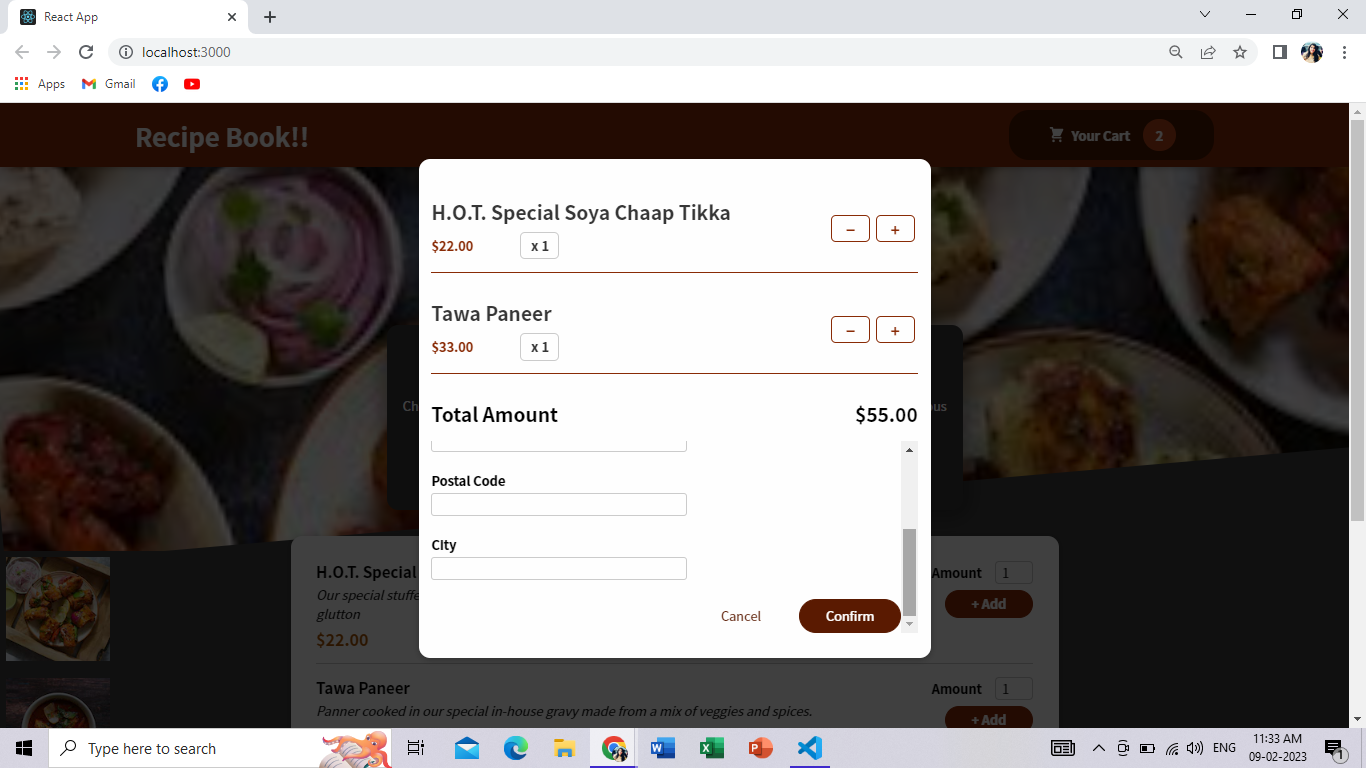 React App
localhost:3000
Apps Gmail
Recipe Book!!
Your Cart 2
H.O.T. Special Soya Chaap Tikka
$22.00 x 1 − +
Tawa Paneer
$33.00 x 1 − +
Total Amount $55.00
Ch
ous
Postal Code
City
Cancel Confirm
H.O.T. Special
Our special stuffe
glutton
$22.00
Amount 1
+ Add
Tawa Paneer
Panner cooked in our special in-house gravy made from a mix of veggies and spices.
Amount 1
+ Add
Type here to search
ENG
11:33 AM
09-02-2023
1